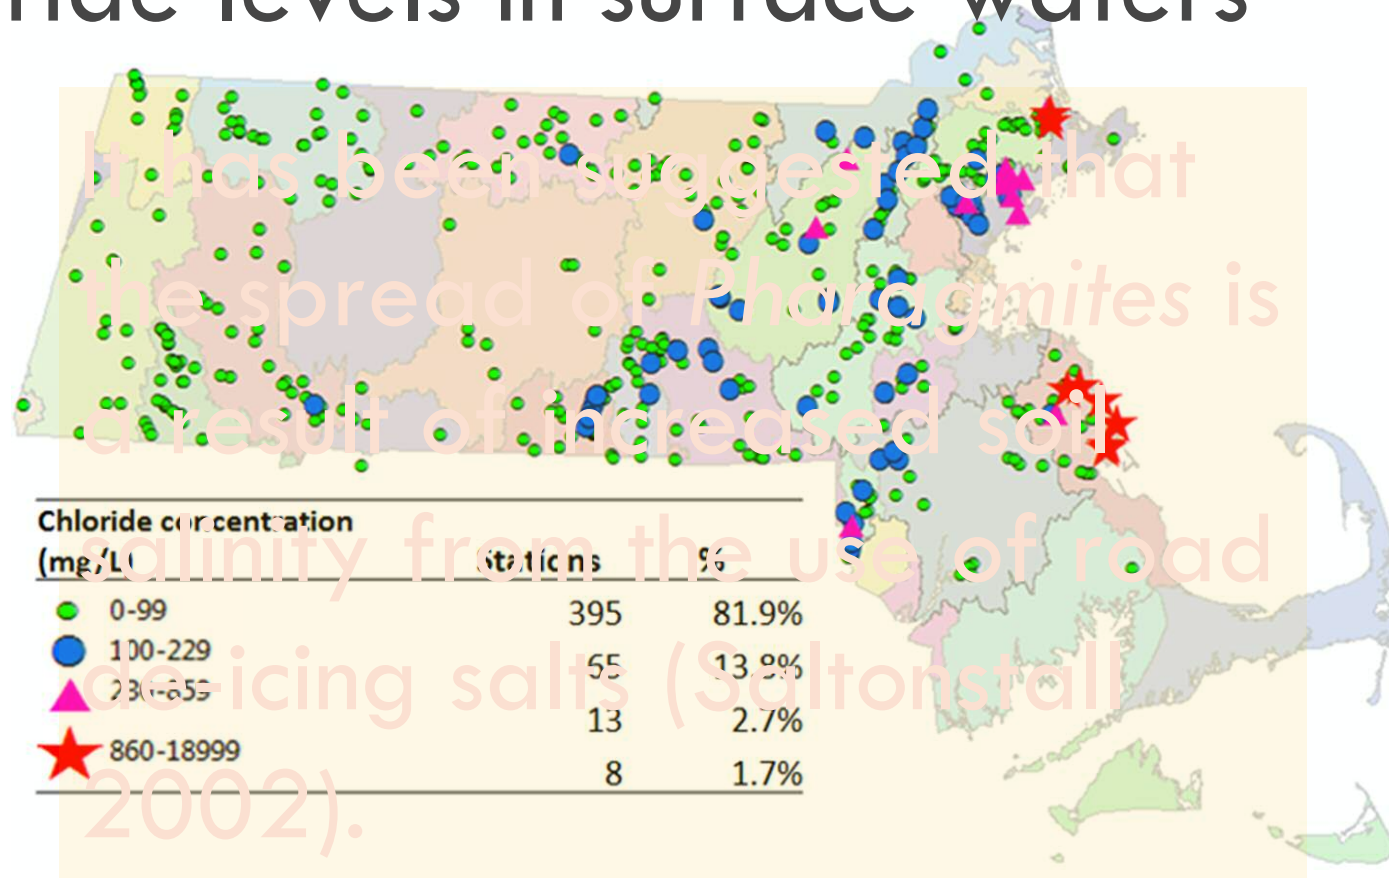 ride levels in surface waters
It has been suggested that
the spread of Pharagmites is
a result of increased soil
salinity from the use of road
de-icing salts (Saltonstall
2002).
Chloride concentration
(mg/L) Stations %
0-99 395 81.9%
100-229 65 13.8%
230-859 13 2.7%
860-18999 8 1.7%